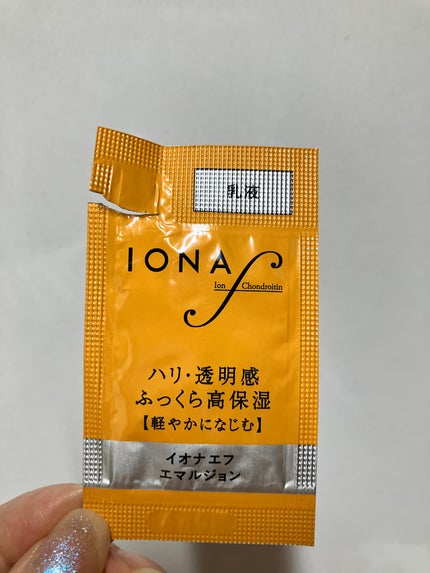 乳液
IONA f
Ion Chondroitin
ハリ・透明感
ふっくら高保湿
【軽やかになじむ】
イオナエフ
エマルジョン